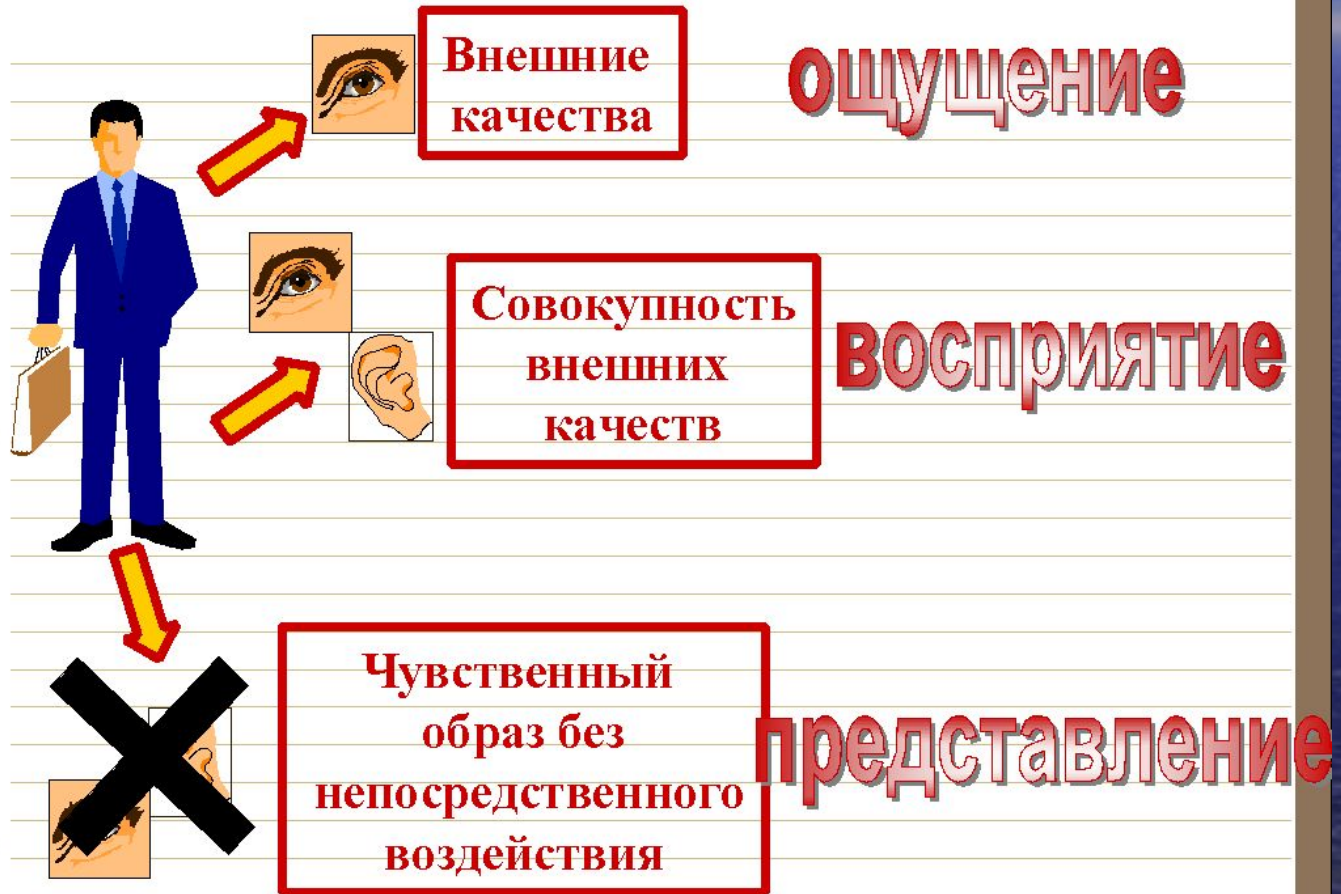 Внешние
качества
ощущение
Совокупность
внешних
качеств
восприятие
Чувственный
образ без
непосредственного
воздействия
представление